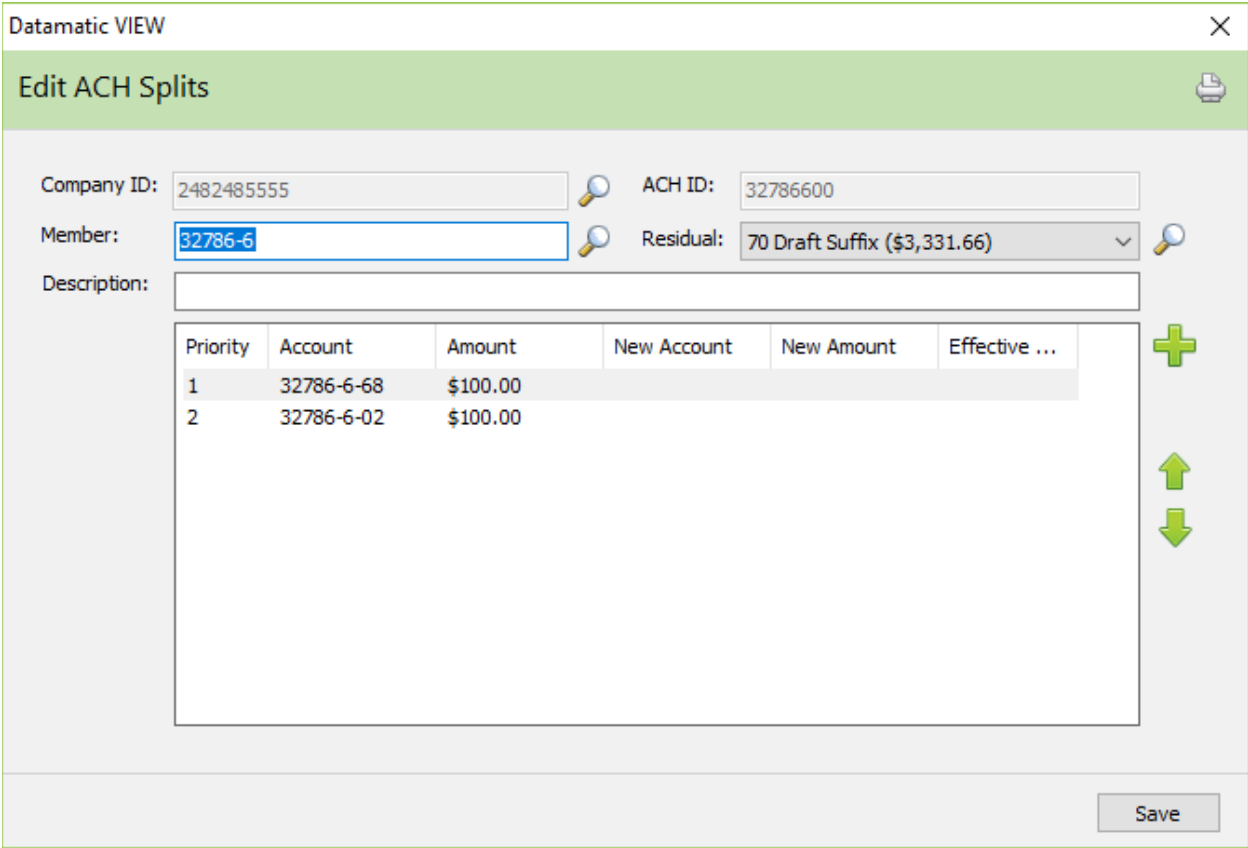 Datamatic VIEW
Edit ACH Splits
Company ID: 2482485555 ACH ID: 32786600
Member: 32786-6 Residual: 70 Draft Suffix ($3,331.66)
Description:
Priority Account Amount New Account New Amount Effective ...
1 32786-6-68 $100.00
2 32786-6-02 $100.00
Save